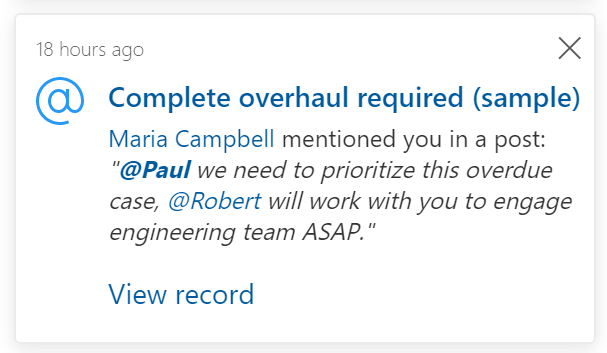 18 hours ago
Complete overhaul required (sample)
Maria Campbell mentioned you in a post:
"@Paul we need to prioritize this overdue
case, @Robert will work with you to engage
engineering team ASAP."
View record